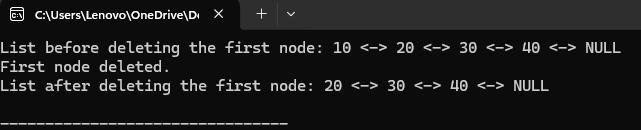 C:\Users\Lenovo\OneDrive\De
List before deleting the first node: 10 <-> 20 <-> 30 <-> 40 <-> NULL
First node deleted.
List after deleting the first node: 20 <-> 30 <-> 40 <-> NULL
--------------------------------